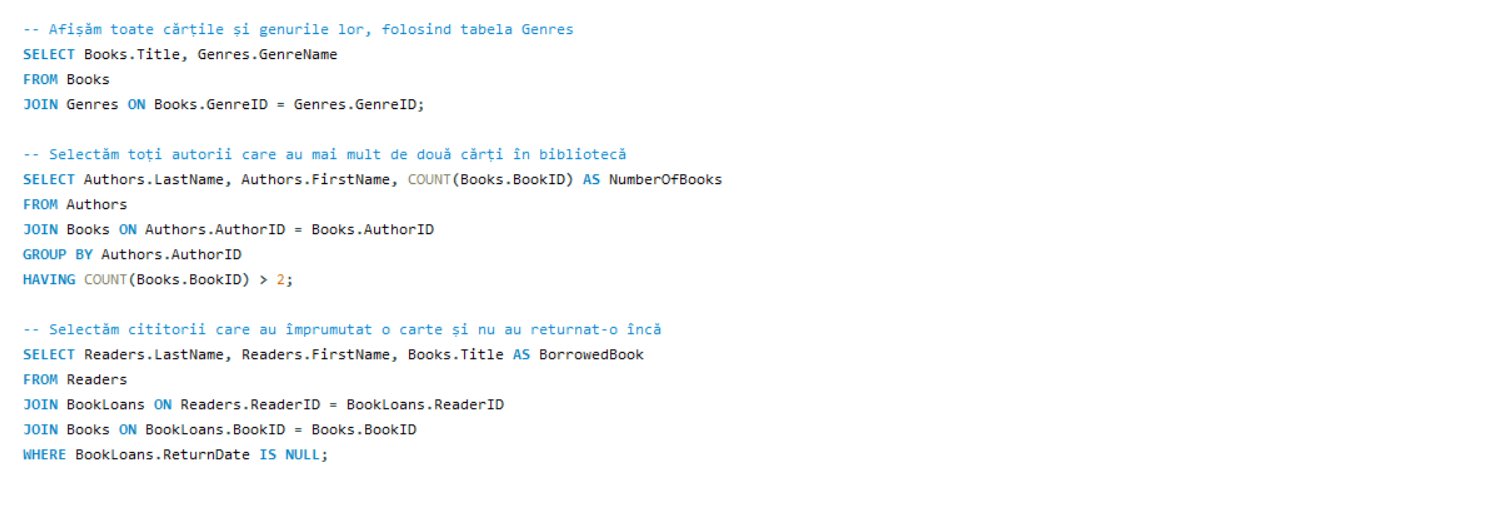 -- Afișăm toate cărțile și genurile lor, folosind tabela Genres
SELECT Books.Title, Genres.GenreName
FROM Books
JOIN Genres ON Books.GenreID = Genres.GenreID;
-- Selectăm toți autorii care au mai mult de două cărți în bibliotecă
SELECT Authors.LastName, Authors.FirstName, COUNT(Books.BookID) AS NumberOfBooks
FROM Authors
JOIN Books ON Authors.AuthorID = Books.AuthorID
GROUP BY Authors.AuthorID
HAVING COUNT(Books.BookID) > 2;
-- Selectăm cititorii care au împrumutat o carte și nu au returnat-o încă
SELECT Readers.LastName, Readers.FirstName, Books.Title AS BorrowedBook
FROM Readers
JOIN BookLoans ON Readers.ReaderID = BookLoans.ReaderID
JOIN Books ON BookLoans.BookID = Books.BookID
WHERE BookLoans.ReturnDate IS NULL;